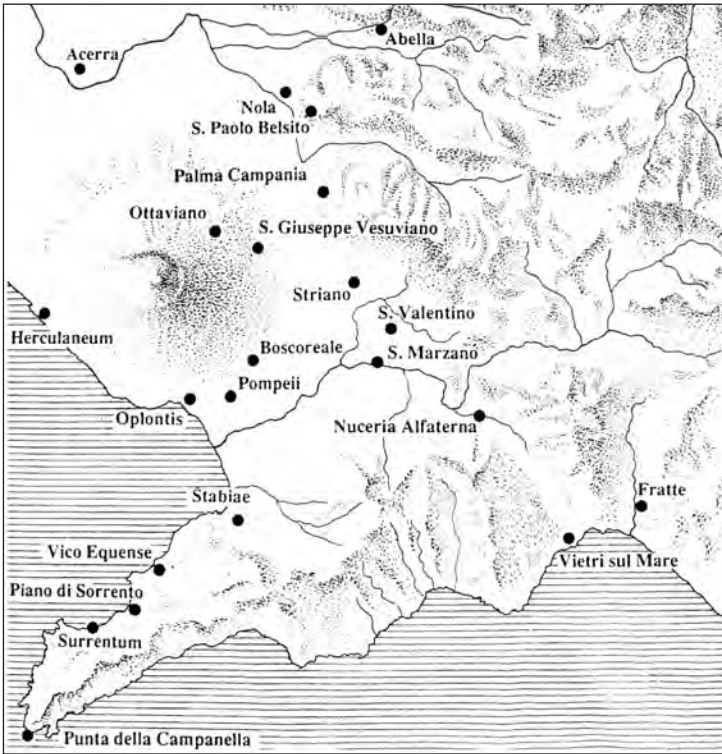 Abella
Acerra
Nola
S. Paolo Belsito
Palma Campania
Ottaviano
S. Giuseppe Vesuviano
Striano
S. Valentino
Herculaneum
Boscoreale
S. Marzano
Pompeii
Oplontis
Nuceria Alfaterna
Stabiae
Fratte
Vico Equense
Vietri sul Mare
Piano di Sorrento
Surrentum
Punta della Campanella